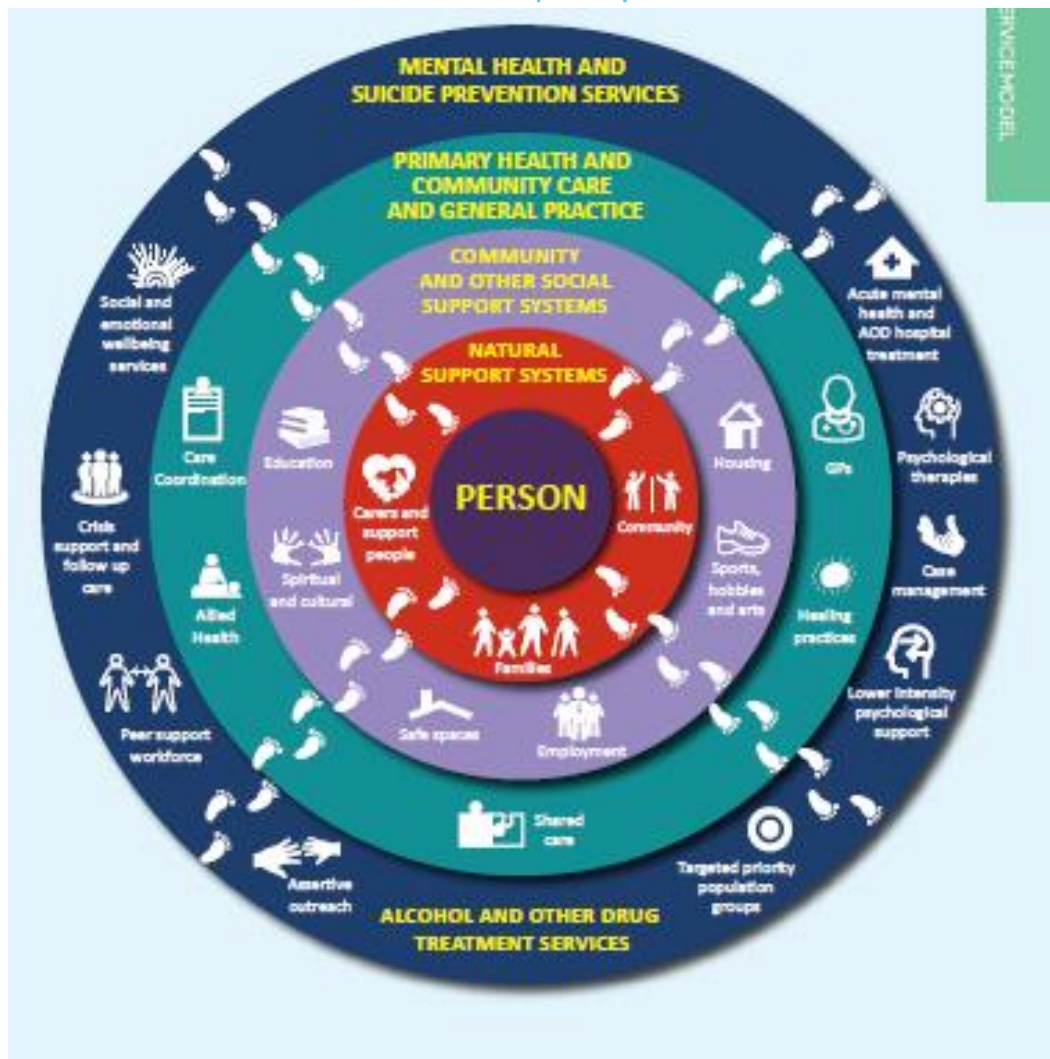 ERVICE MODEL
MENTAL HEALTH AND
SUICIDE PREVENTION SERVICES
PRIMARY HEALTH AND
COMMUNITY CARE
AND GENERAL PRACTICE
COMMUNITY
AND OTHER SOCIAL
SUPPORT SYSTEMS
NATURAL
SUPPORT SYSTEMS
PERSON
Carers and
support
people
Community
Families
Education
Spiritual
and cultural
Safe spaces
Employment
Housing
Sports,
hobbies
and arts
Care
Coordination
Allied
Health
Shared
care
GPs
Healing
practices
Social and
emotional
wellbeing
services
Crisis
support and
follow up
care
Peer support
workforce
Assertive
outreach
Acute mental
health and
AOD hospital
treatment
Psychological
therapies
Case
management
Lower intensity
psychological
support
Targeted priority
population
groups
ALCOHOL AND OTHER DRUG
TREATMENT SERVICES